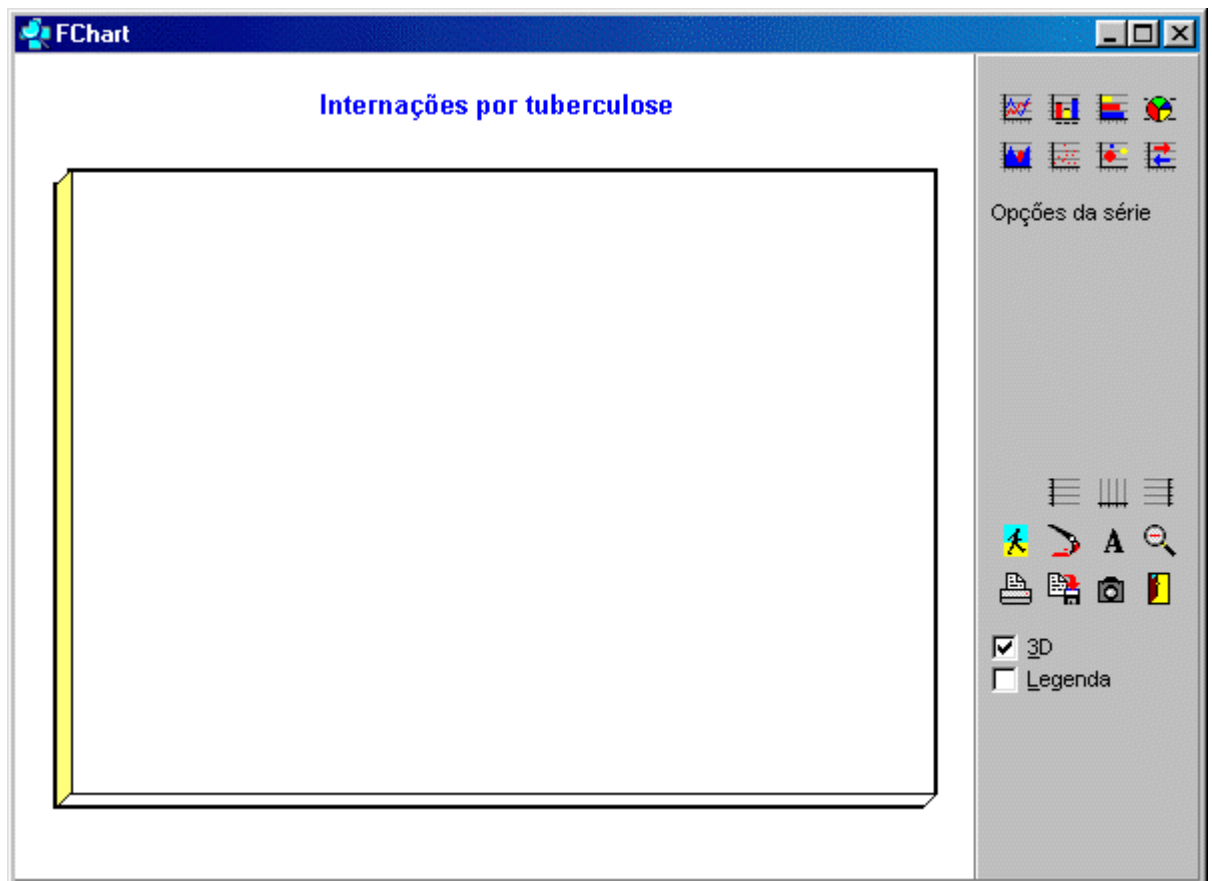 FChart
Internações por tuberculose
Opções da série
3D
Legenda